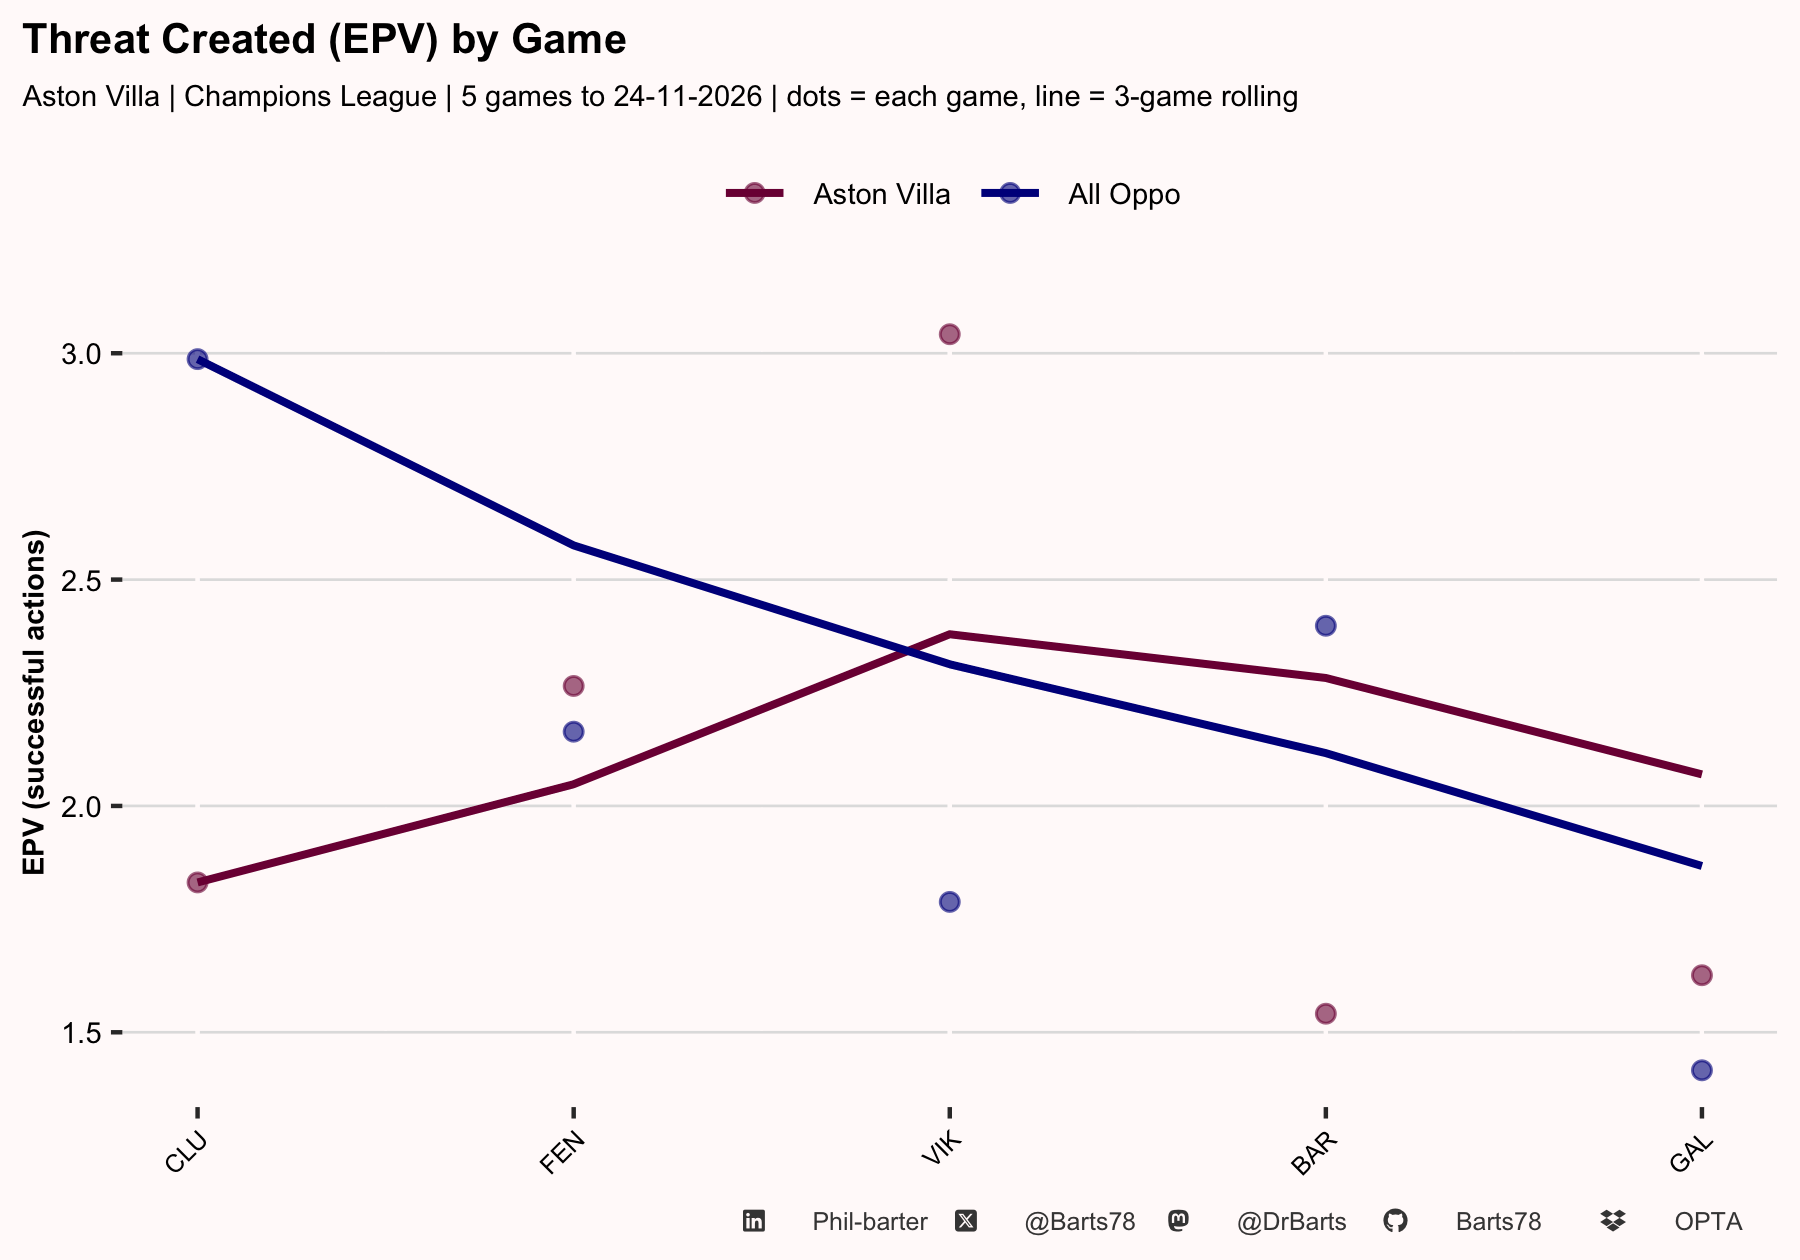 Threat Created (EPV) by Game
Aston Villa | Champions League | 5 games to 24-11-2026 | dots = each game, line = 3-game rolling
Aston Villa All Oppo
EPV (successful actions)
3.0
2.5
2.0
1.5
CLU FEN VIK BAR GAL
Phil-barter @Barts78 @DrBarts Barts78 OPTA